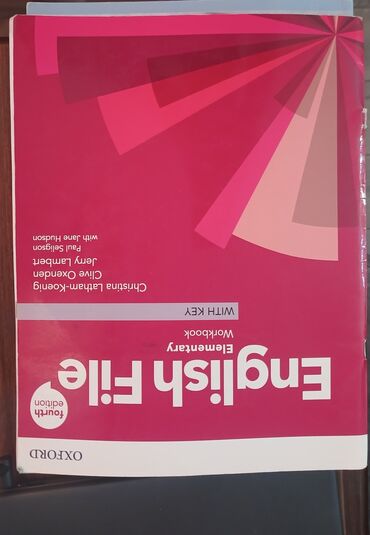 OXFORD
fourth
edition
English File
Elementary
Workbook
WITH KEY
Christina Latham-Koenig
Clive Oxenden
Jerry Lambert
Paul Seligson
with Jane Hudson